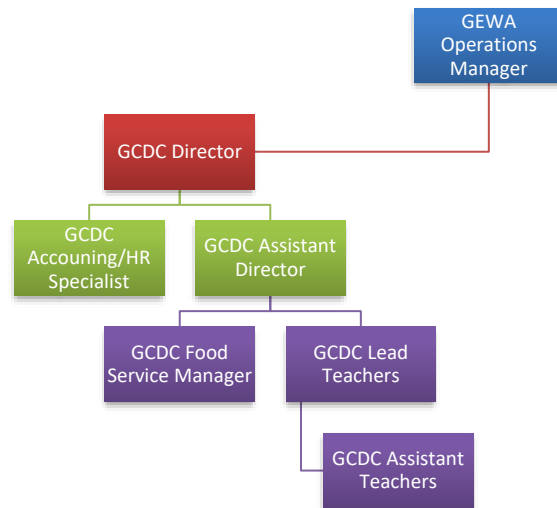 GEWA
Operations
Manager
GCDC Director
GCDC
Accouning/HR
Specialist
GCDC Assistant
Director
GCDC Food
Service Manager
GCDC Lead
Teachers
GCDC Assistant
Teachers